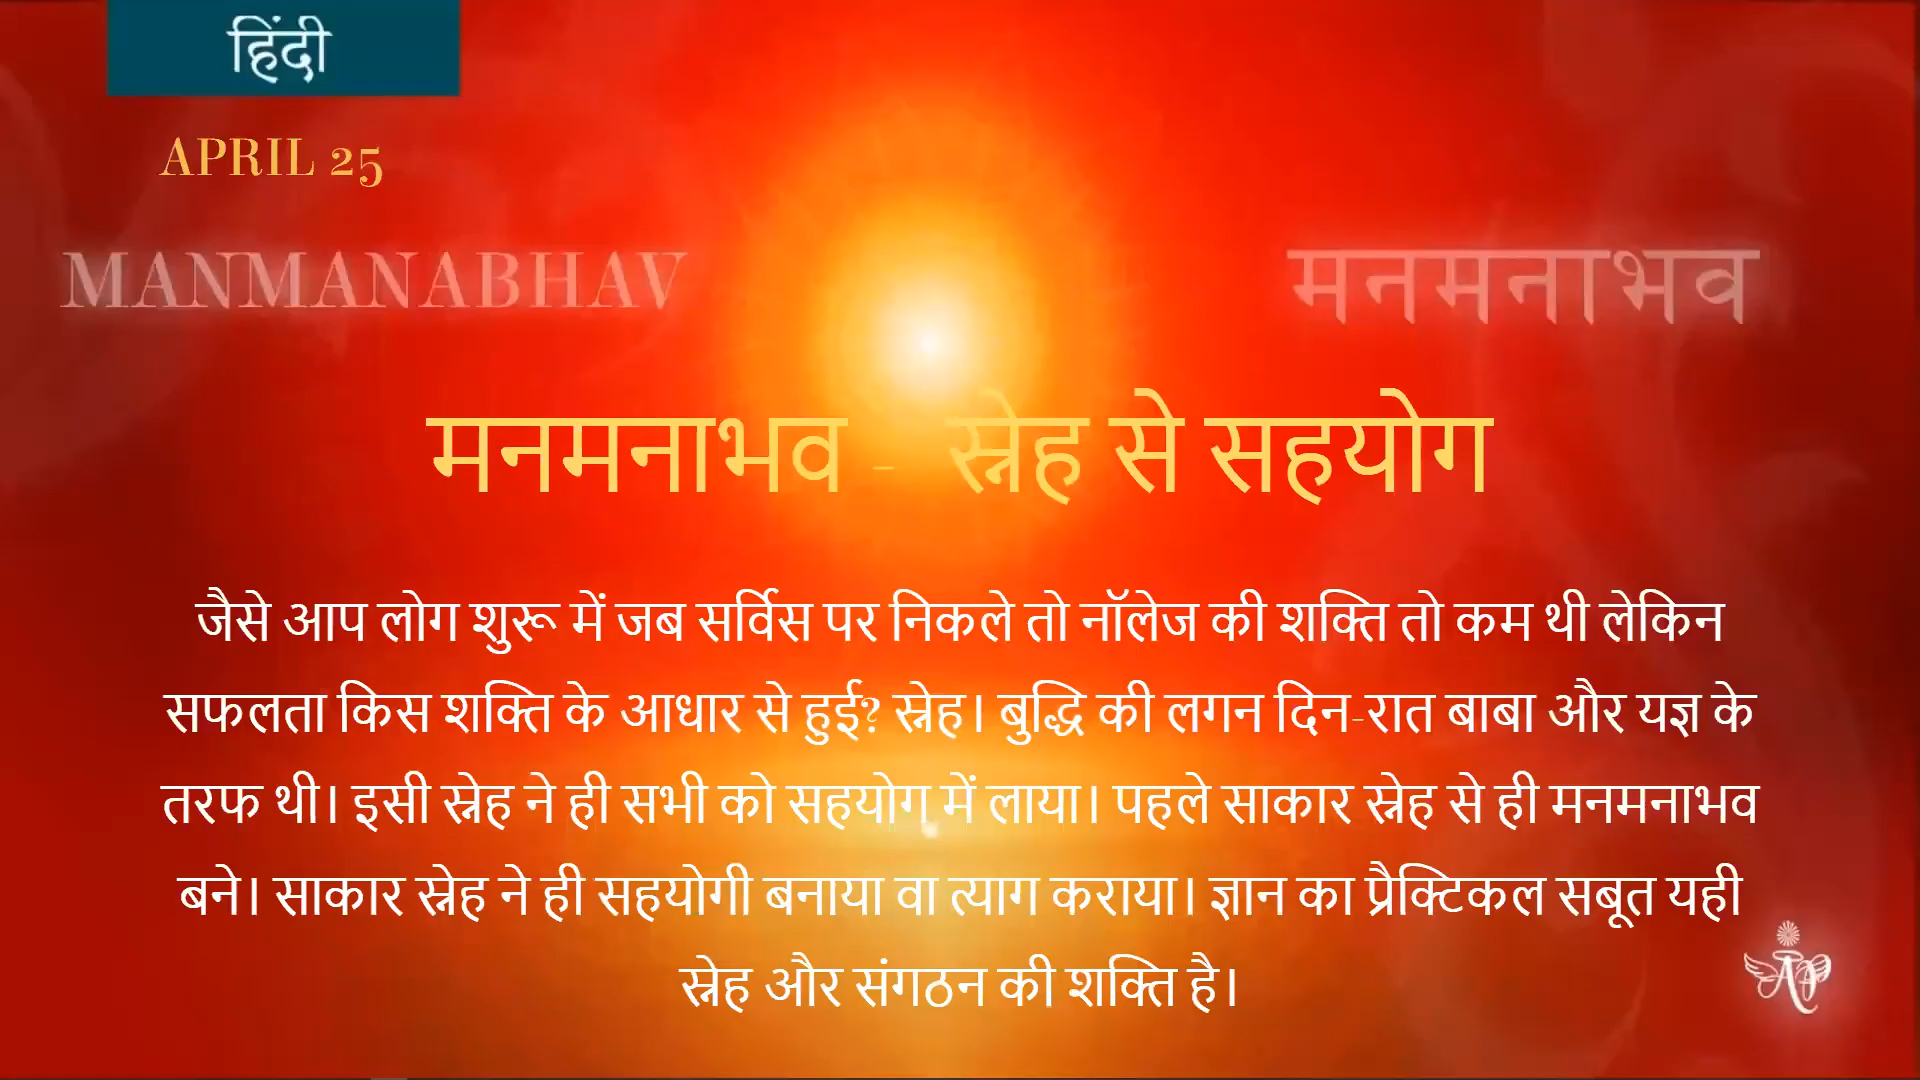 हिंदी
APRIL 25
MANMANABHAV
मनमनाभव
मनमनाभव - स्नेह से सहयोग
जैसे आप लोग शुरू में जब सर्विस पर निकले तो नॉलेज की शक्ति तो कम थी लेकिन
सफलता किस शक्ति के आधार से हुई? स्नेह। बुद्धि की लगन दिन-रात बाबा और यज्ञ के
तरफ थी। इसी स्नेह ने ही सभी को सहयोग में लाया। पहले साकार स्नेह से ही मनमनाभव
बने। साकार स्नेह ने ही सहयोगी बनाया वा त्याग कराया। ज्ञान का प्रैक्टिकल सबूत यही
स्नेह और संगठन की शक्ति है।
AP